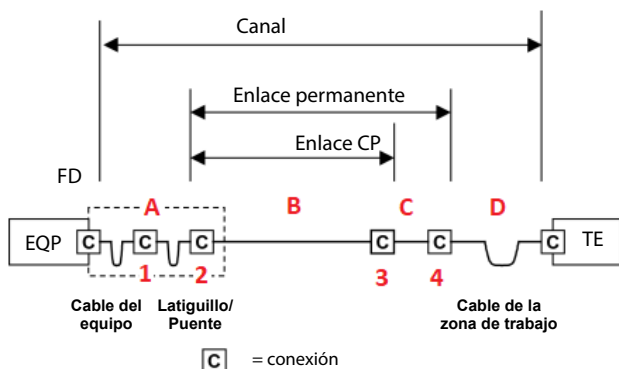 Canal
Enlace permanente
Enlace CP
FD
A
B
C
D
EQP
C
C
C
C
C
C
TE
1
2
3
4
Cable del
equipo
Latiguillo/
Puente
Cable de la
zona de trabajo
C = conexión